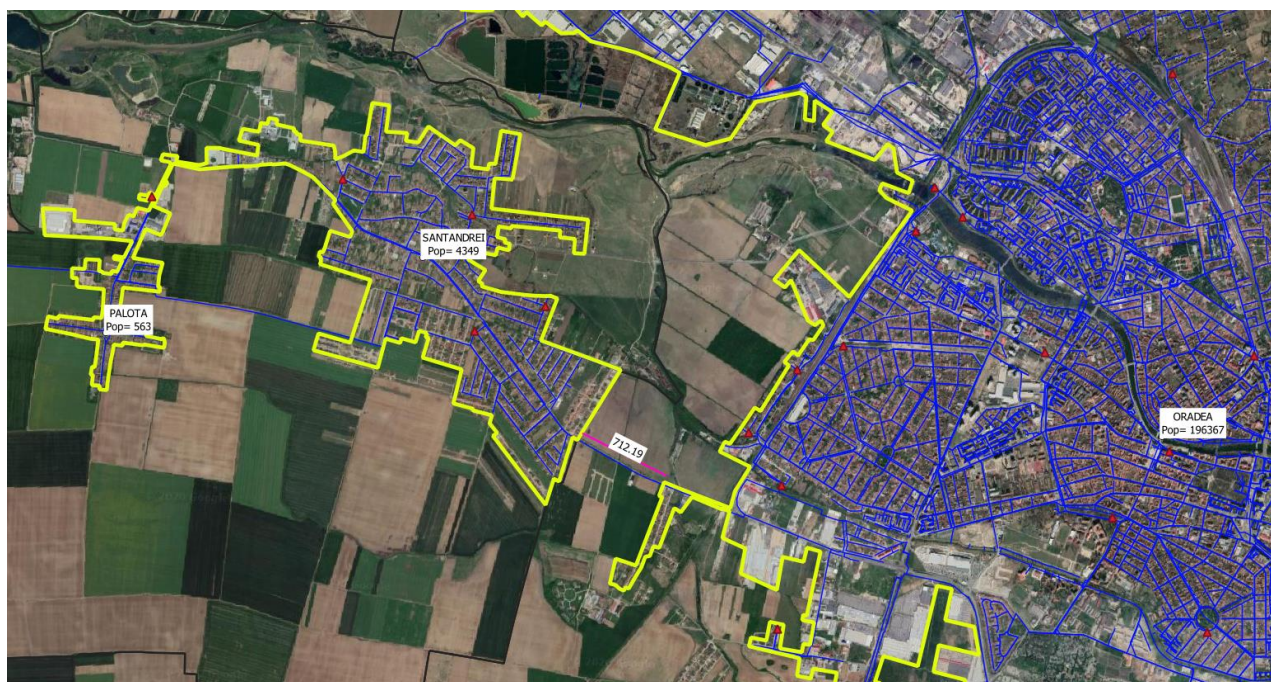 SANTANDREI
Pop= 4349
PALOTA
Pop= 563
ORADEA
Pop= 196367
712.19